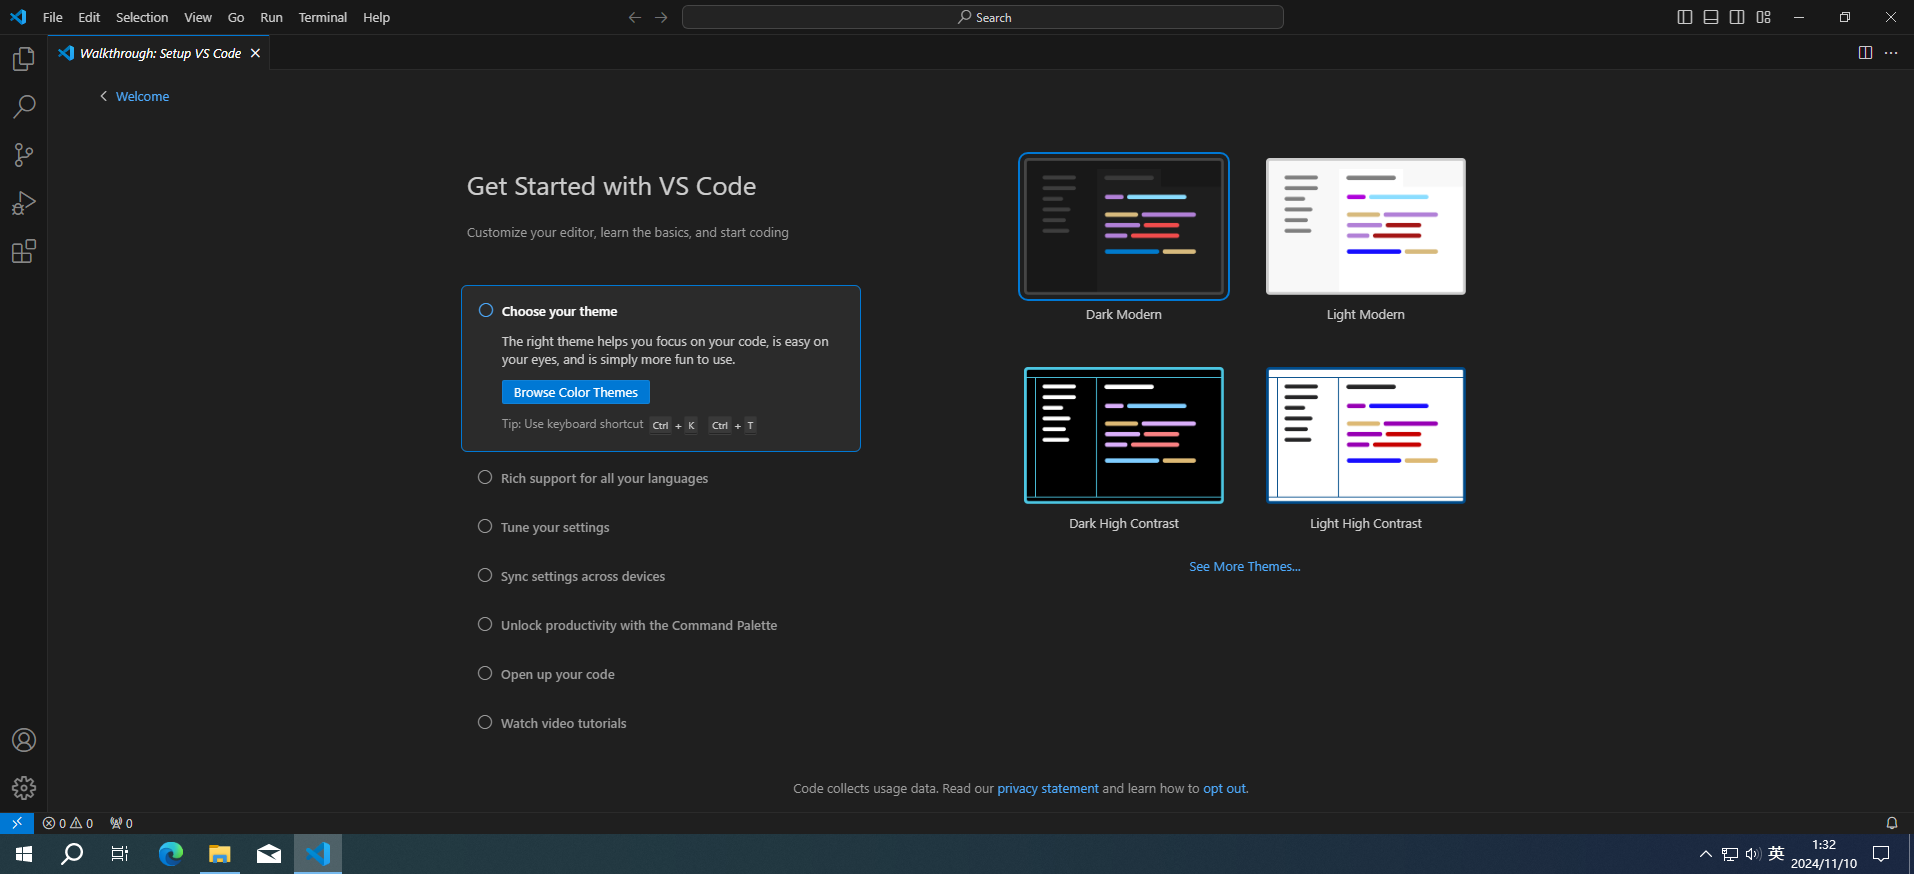 File Edit Selection View Go Run Terminal Help
Search
Walkthrough: Setup VS Code
Welcome
Get Started with VS Code
Customize your editor, learn the basics, and start coding
Choose your theme
The right theme helps you focus on your code, is easy on
your eyes, and is simply more fun to use.
Browse Color Themes
Tip: Use keyboard shortcut Ctrl + K Ctrl + T
Rich support for all your languages
Tune your settings
Sync settings across devices
Unlock productivity with the Command Palette
Open up your code
Watch video tutorials
Dark Modern
Light Modern
Dark High Contrast
Light High Contrast
See More Themes...
Code collects usage data. Read our privacy statement and learn how to opt out.
0 0 0
英
1:32
2024/11/10